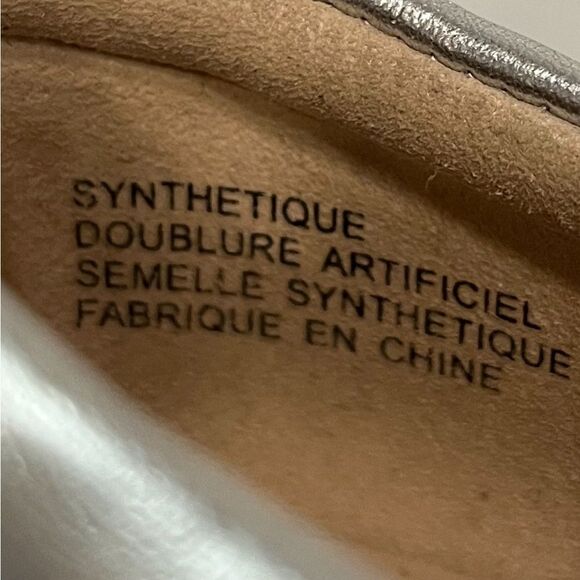 SYNTHETIQUE
DOUBLURE ARTIFICIEL
SEMELLE SYNTHETIQUE
FABRIQUE EN CHINE